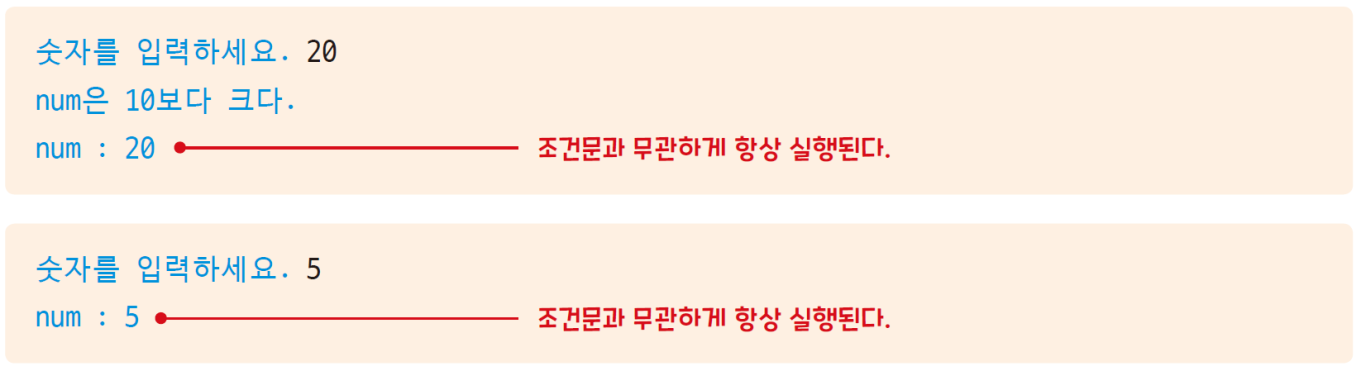 숫자를 입력하세요. 20
num은 10보다 크다.
num : 20 조건문과 무관하게 항상 실행된다.
숫자를 입력하세요. 5
num : 5 조건문과 무관하게 항상 실행된다.